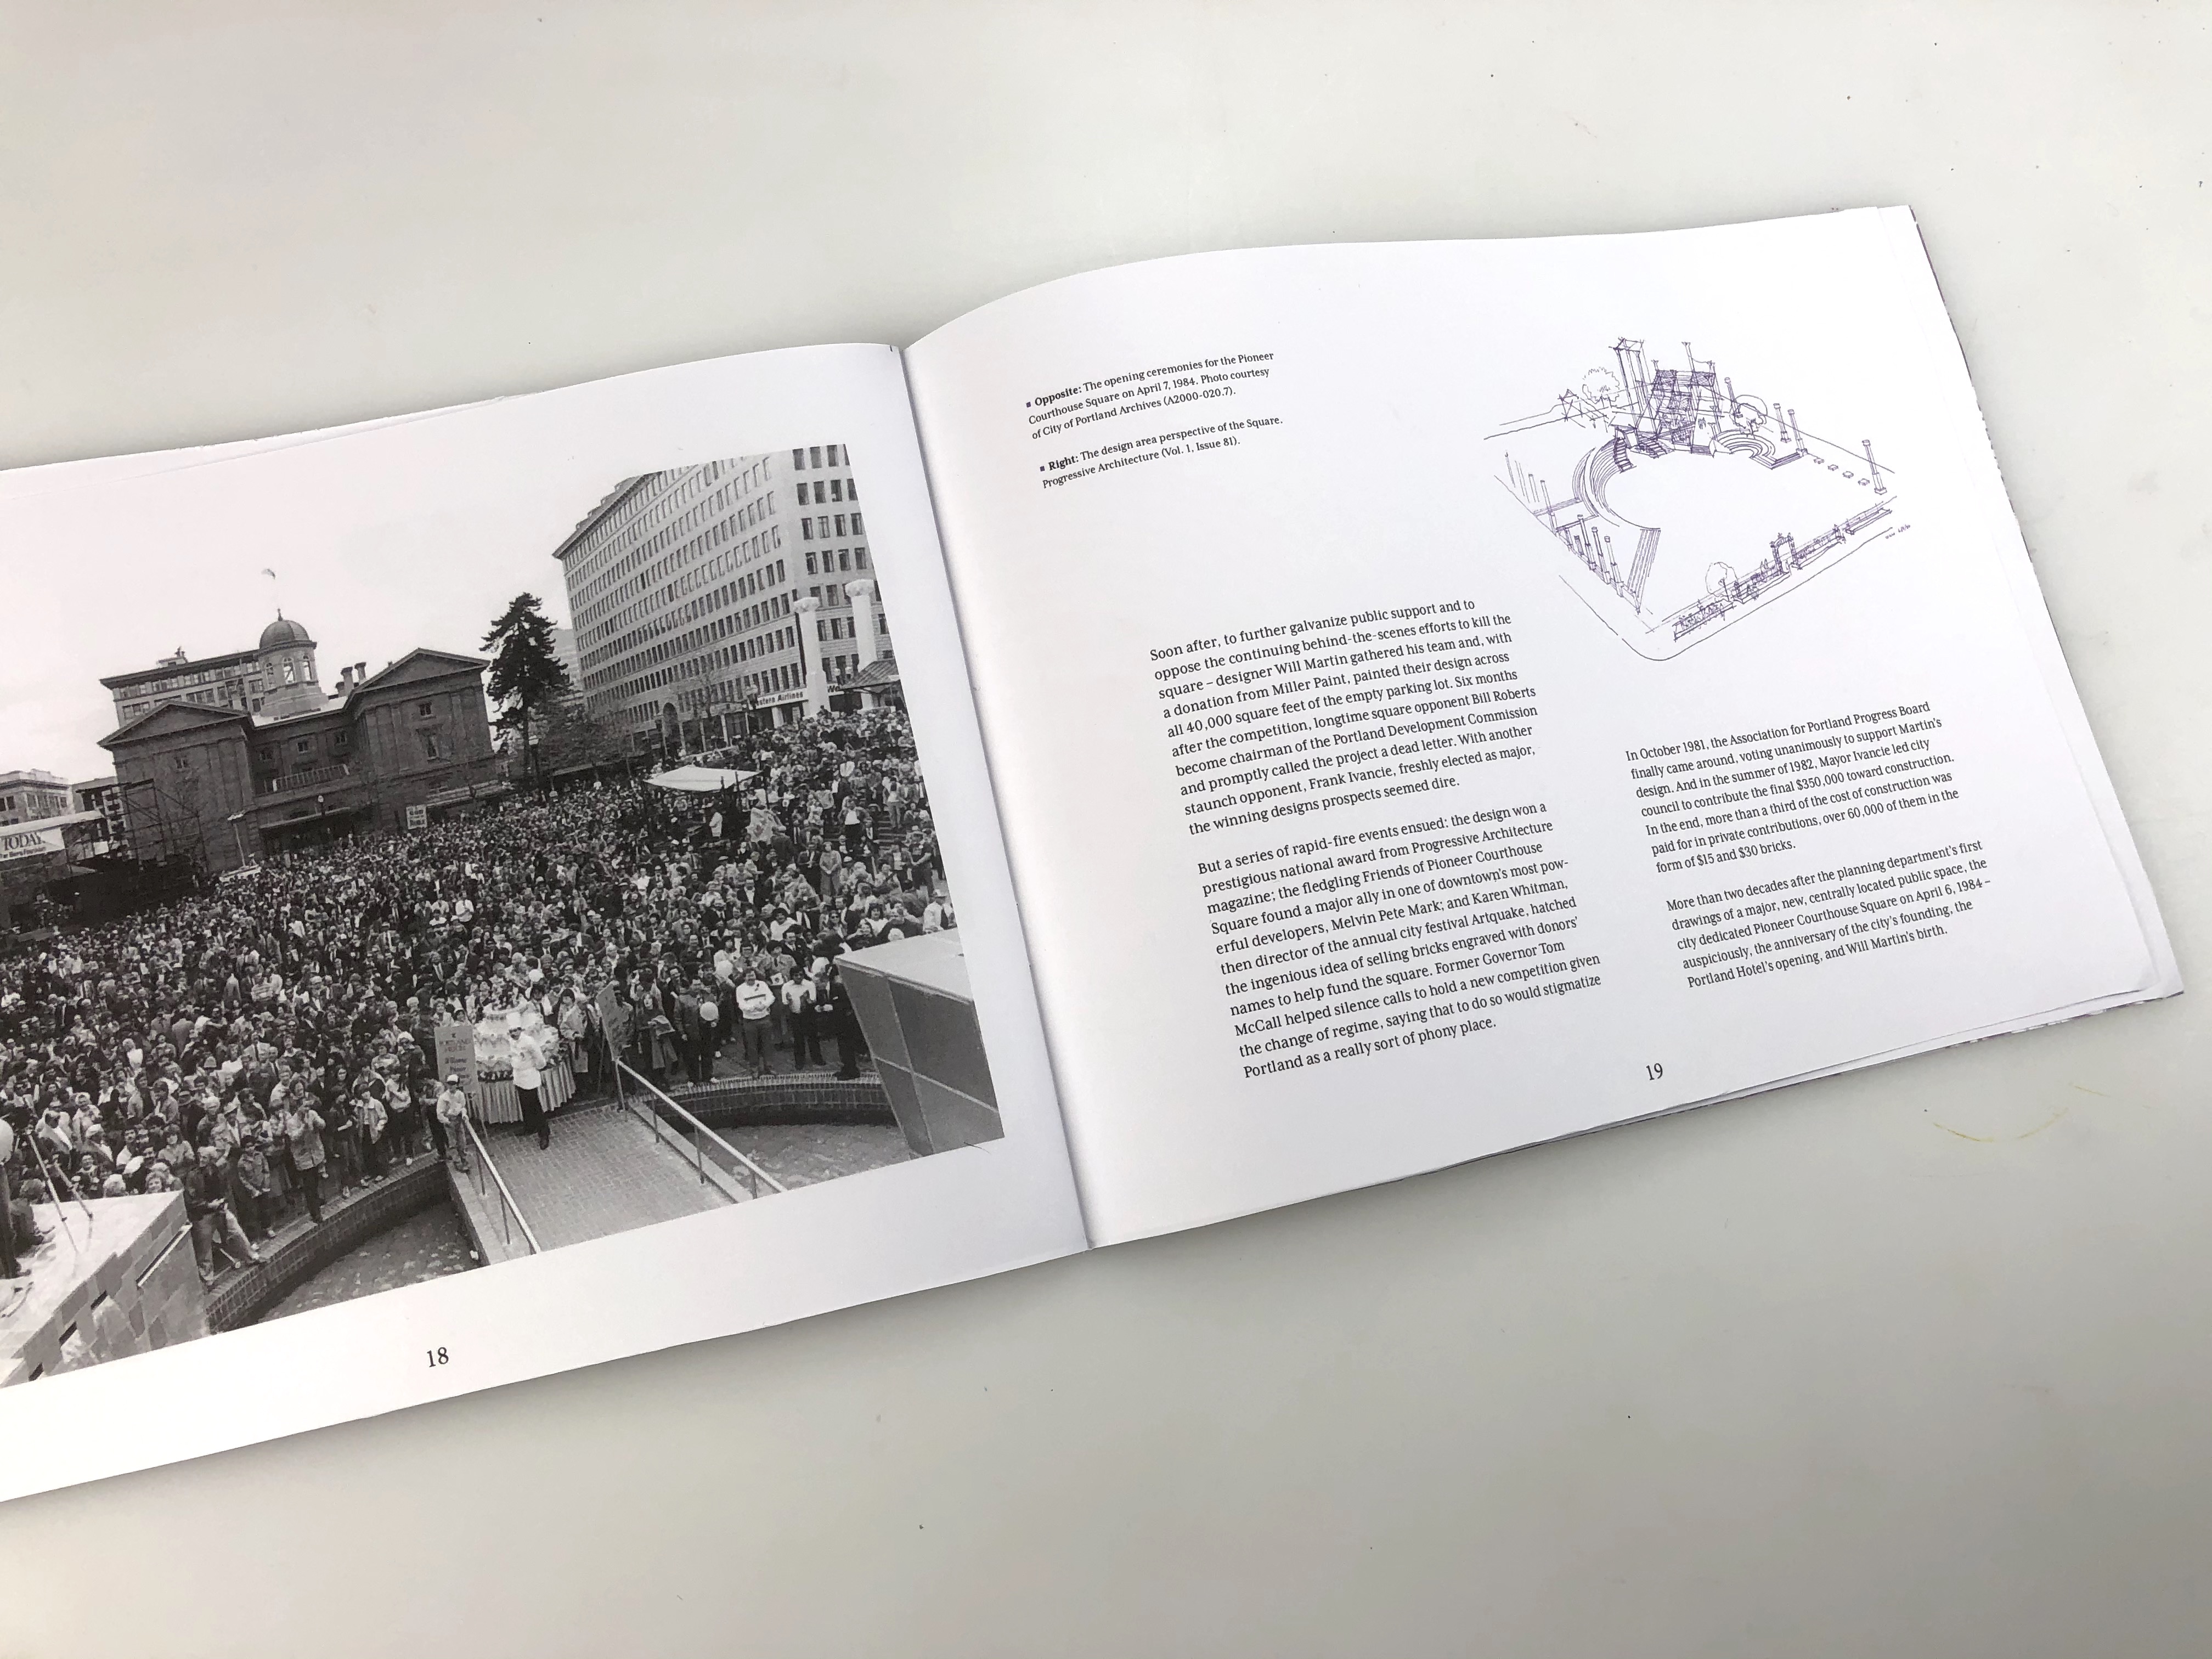 TODAY
Western Airlines
18
▪ Opposite: The opening ceremonies for the Pioneer
Courthouse Square on April 7, 1984. Photo courtesy
of City of Portland Archives (A2000-020.7).
▪ Right: The design area perspective of the Square.
Progressive Architecture (Vol. 1, Issue 81).
Soon after, to further galvanize public support and to
oppose the continuing behind-the-scenes efforts to kill the
square – designer Will Martin gathered his team and, with
a donation from Miller Paint, painted their design across
all 40,000 square feet of the empty parking lot. Six months
after the competition, longtime square opponent Bill Roberts
become chairman of the Portland Development Commission
and promptly called the project a dead letter. With another
staunch opponent, Frank Ivancie, freshly elected as major,
the winning designs prospects seemed dire.
But a series of rapid-fire events ensued: the design won a
prestigious national award from Progressive Architecture
magazine; the fledgling Friends of Pioneer Courthouse
Square found a major ally in one of downtown's most pow-
erful developers, Melvin Pete Mark; and Karen Whitman,
then director of the annual city festival Artquake, hatched
the ingenious idea of selling bricks engraved with donors'
names to help fund the square. Former Governor Tom
McCall helped silence calls to hold a new competition given
the change of regime, saying that to do so would stigmatize
Portland as a really sort of phony place.
In October 1981, the Association for Portland Progress Board
finally came around, voting unanimously to support Martin's
design. And in the summer of 1982, Mayor Ivancie led city
council to contribute the final $350,000 toward construction.
In the end, more than a third of the cost of construction was
paid for in private contributions, over 60,000 of them in the
form of $15 and $30 bricks.
More than two decades after the planning department's first
drawings of a major, new, centrally located public space, the
city dedicated Pioneer Courthouse Square on April 6, 1984 –
auspiciously, the anniversary of the city's founding, the
Portland Hotel's opening, and Will Martin's birth.
19